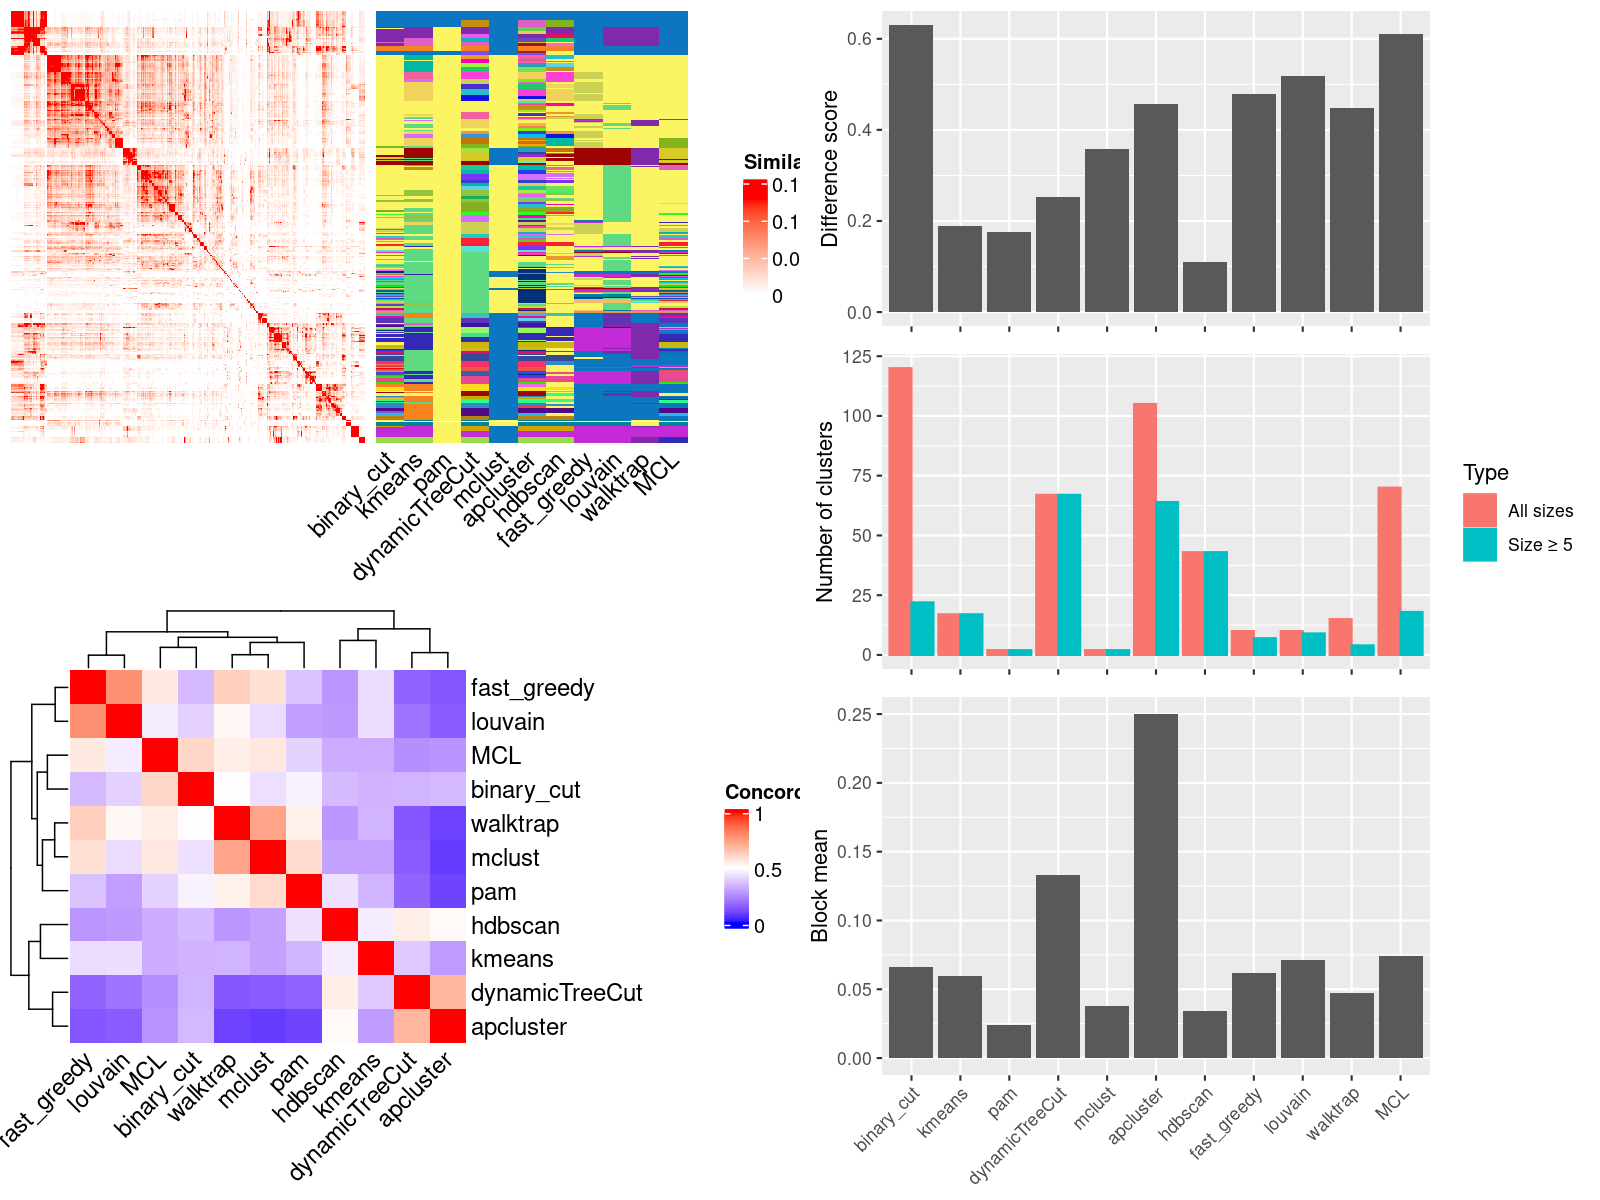 Simila
0.1
0.1
0.0
0
binary_cut
kmeans
pam
dynamicTreeCut
mclust
apcluster
hdbscan
fast_greedy
louvain
walktrap
MCL
fast_greedy
louvain
MCL
binary_cut
walktrap
mclust
pam
hdbscan
kmeans
dynamicTreeCut
apcluster
Concord
1
0.5
0
fast_greedy
louvain
MCL
binary_cut
walktrap
mclust
pam
hdbscan
kmeans
dynamicTreeCut
apcluster
Difference score
0.6
0.4
0.2
0.0
Number of clusters
125
100
75
50
25
0
Type
All sizes
Size ≥ 5
Block mean
0.25
0.20
0.15
0.10
0.05
0.00
binary_cut
kmeans
pam
dynamicTreeCut
mclust
apcluster
hdbscan
fast_greedy
louvain
walktrap
MCL